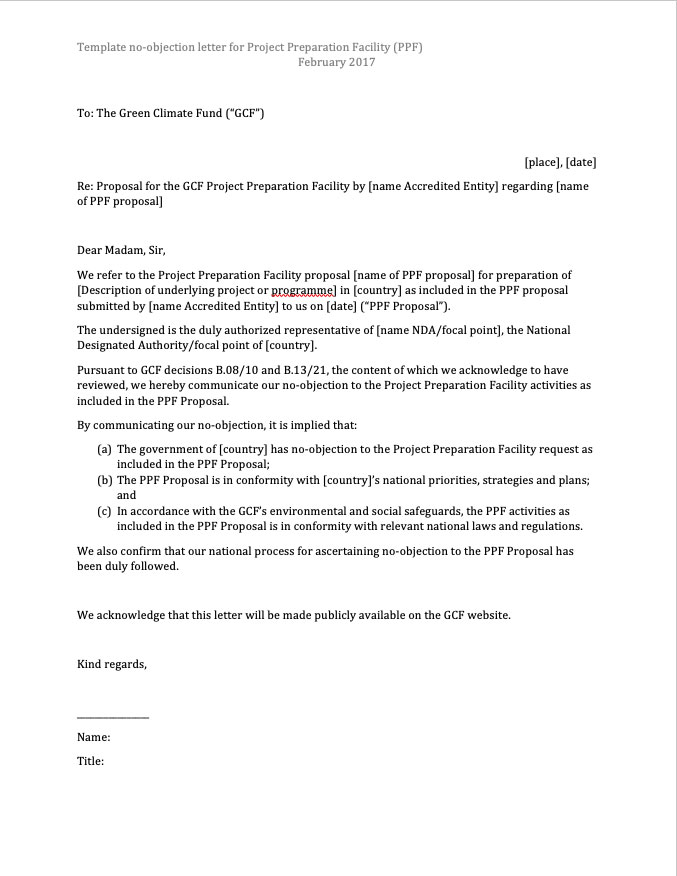 Template no-objection letter for Project Preparation Facility (PPF)
February 2017
To: The Green Climate Fund (“GCF”)
[place], [date]
Re: Proposal for the GCF Project Preparation Facility by [name Accredited Entity] regarding [name
of PPF proposal]
Dear Madam, Sir,
We refer to the Project Preparation Facility proposal [name of PPF proposal] for preparation of
[Description of underlying project or programme] in [country] as included in the PPF proposal
submitted by [name Accredited Entity] to us on [date] (“PPF Proposal”).
The undersigned is the duly authorized representative of [name NDA/focal point], the National
Designated Authority/focal point of [country].
Pursuant to GCF decisions B.08/10 and B.13/21, the content of which we acknowledge to have
reviewed, we hereby communicate our no-objection to the Project Preparation Facility activities as
included in the PPF Proposal.
By communicating our no-objection, it is implied that:
(a) The government of [country] has no-objection to the Project Preparation Facility request as
included in the PPF Proposal;
(b) The PPF Proposal is in conformity with [country]’s national priorities, strategies and plans;
and
(c) In accordance with the GCF’s environmental and social safeguards, the PPF activities as
included in the PPF Proposal is in conformity with relevant national laws and regulations.
We also confirm that our national process for ascertaining no-objection to the PPF Proposal has
been duly followed.
We acknowledge that this letter will be made publicly available on the GCF website.
Kind regards,
Name:
Title: